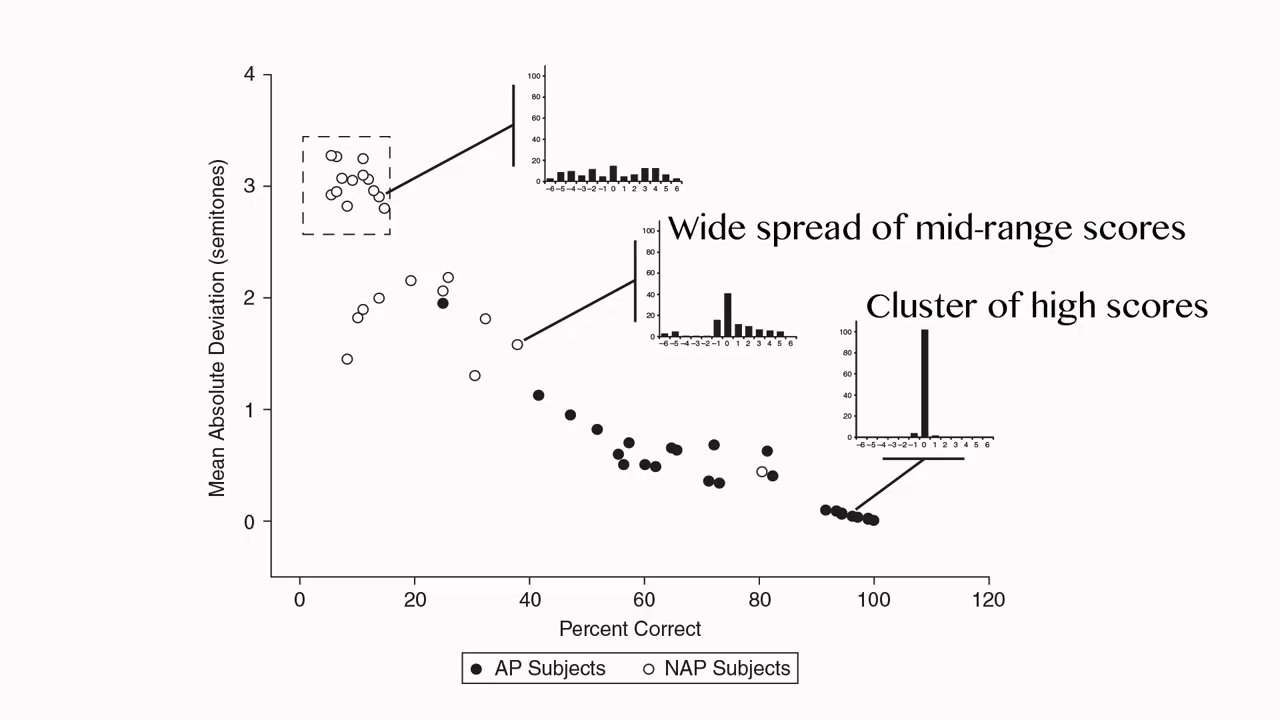 4
3
2
1
0
Mean Absolute Deviation (semitones)
0 20 40 60 80 100 120
Percent Correct
100
80
60
40
20
0
−6 −5 −4 −3 −2 −1 0 1 2 3 4 5 6
Wide spread of mid-range scores
100
80
60
40
20
0
−6 −5 −4 −3 −2 −1 0 1 2 3 4 5 6
Cluster of high scores
100
80
60
40
20
0
−6 −5 −4 −3 −2 −1 0 1 2 3 4 5 6
AP Subjects NAP Subjects